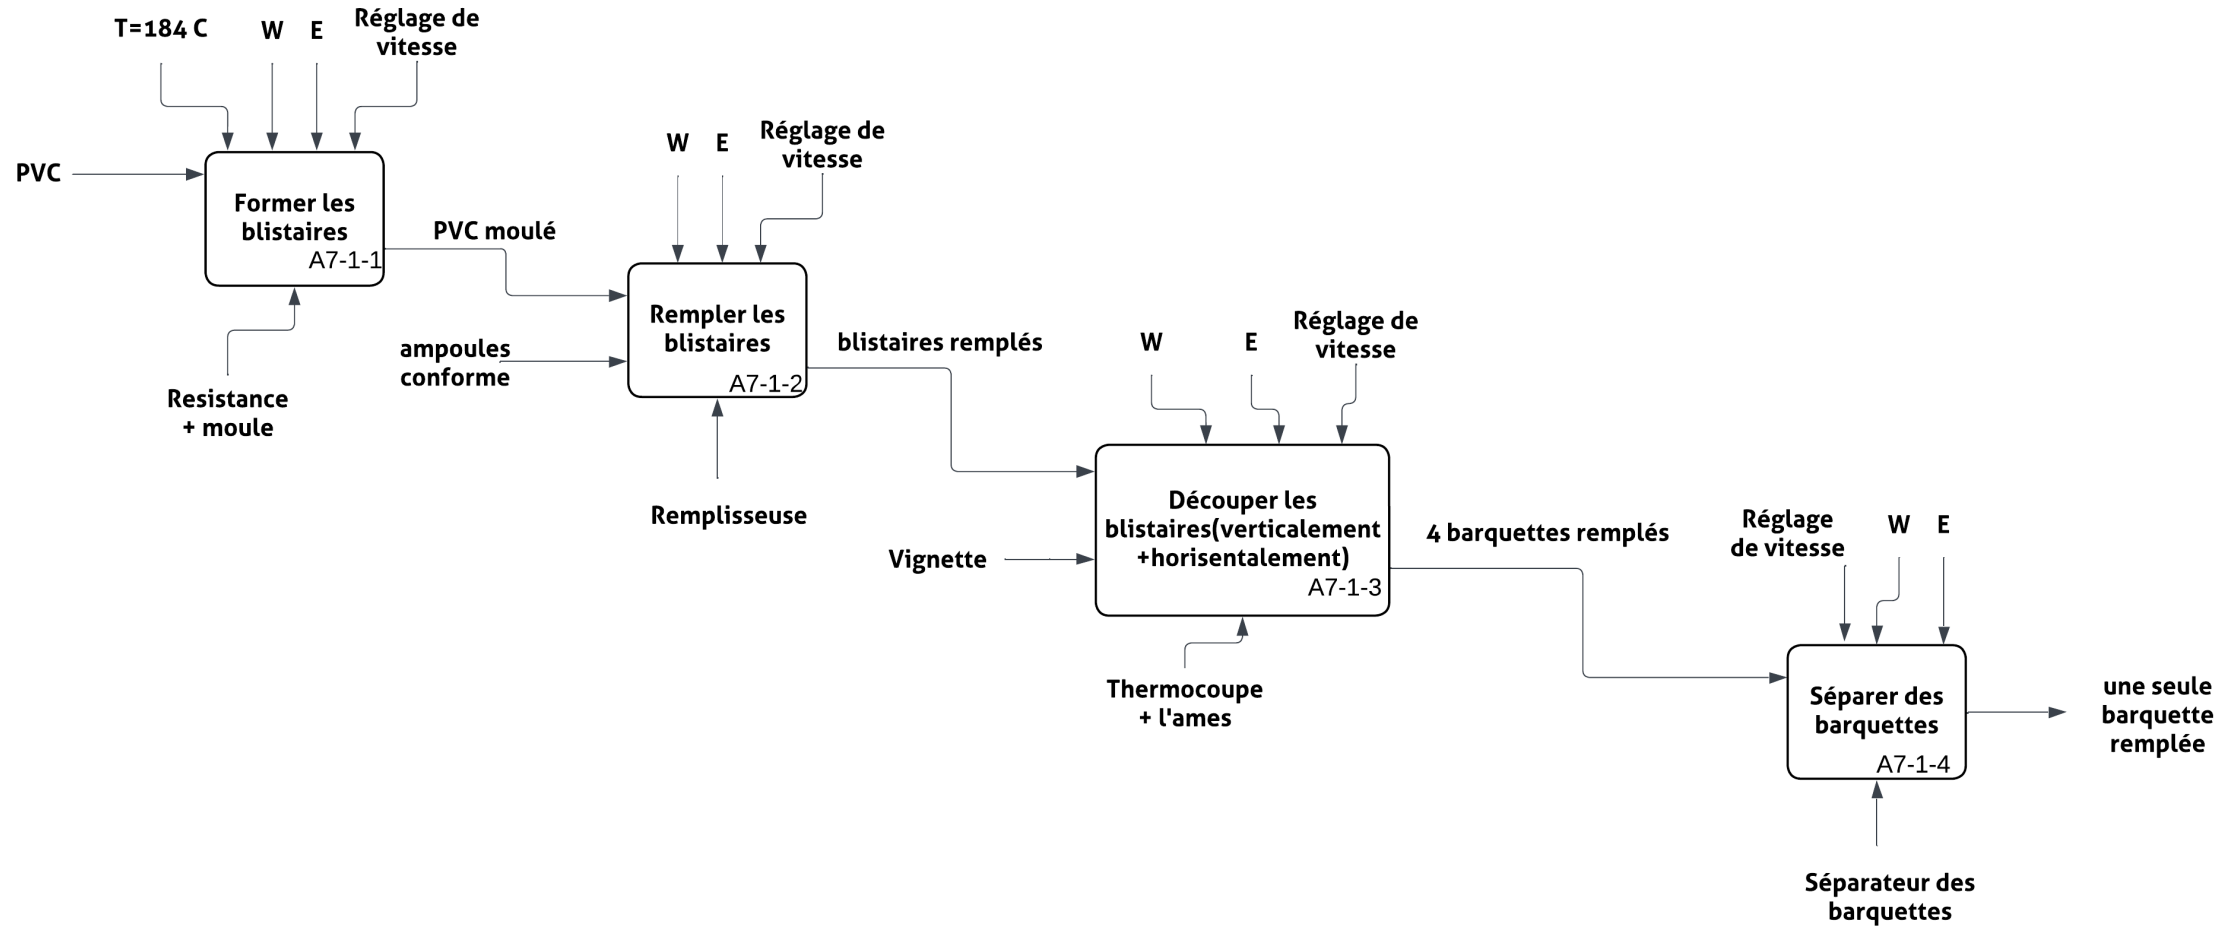 T=184 C
W
E
Réglage de
vitesse
PVC
Former les
blistaires
A7-1-1
PVC moulé
Resistance
+ moule
W
E
Réglage de
vitesse
ampoules
conforme
Rempler les
blistaires
A7-1-2
blistaires remplés
Remplisseuse
W
E
Réglage de
vitesse
Vignette
Découper les
blistaires(verticalement
+horisentalement)
A7-1-3
4 barquettes remplés
Thermocoupe
+ l'ames
Réglage
de vitesse
W
E
Séparer des
barquettes
A7-1-4
une seule
barquette
remplée
Séparateur des
barquettes